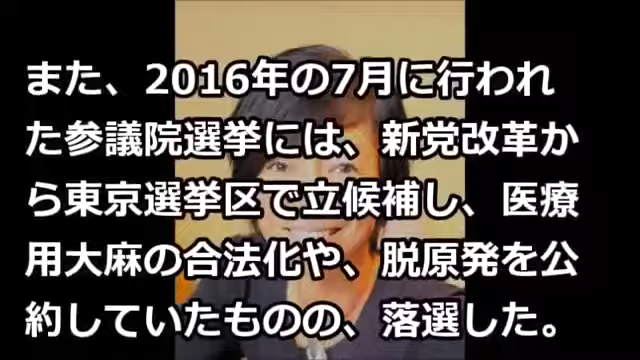 また、2016年の7月に行われ
た参議院選挙には、新党改革か
ら東京選挙区で立候補し、医療
用大麻の合法化や、脱原発を公
約していたものの、落選した。